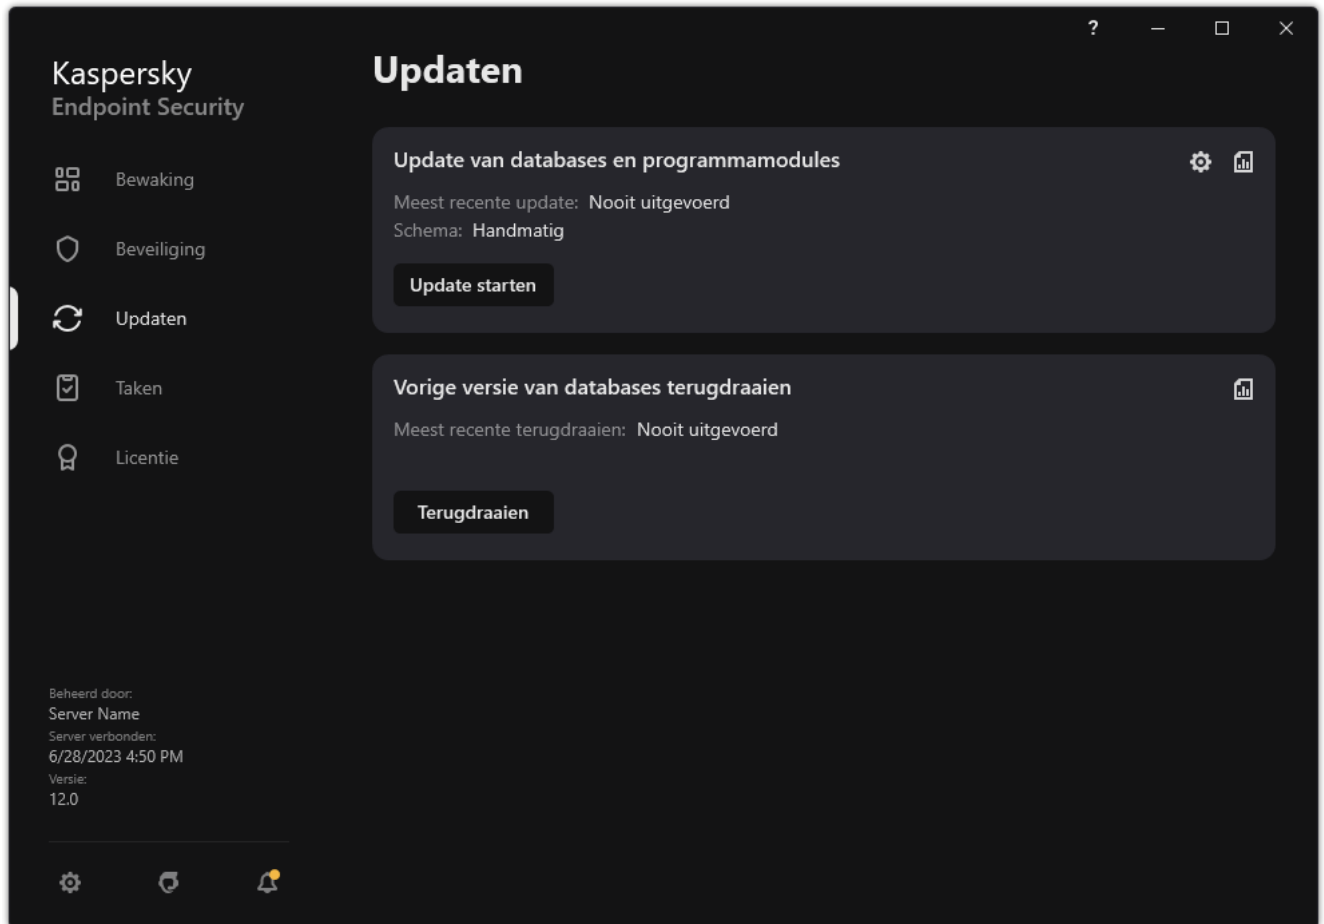 ?
Kaspersky
Endpoint Security
Bewaking
Beveiliging
Updaten
Taken
Licentie
Beheerd door:
Server Name
Server verbonden:
6/28/2023 4:50 PM
Versie:
12.0
Updaten
Update van databases en programmamodules
Meest recente update: Nooit uitgevoerd
Schema: Handmatig
Update starten
Vorige versie van databases terugdraaien
Meest recente terugdraaien: Nooit uitgevoerd
Terugdraaien